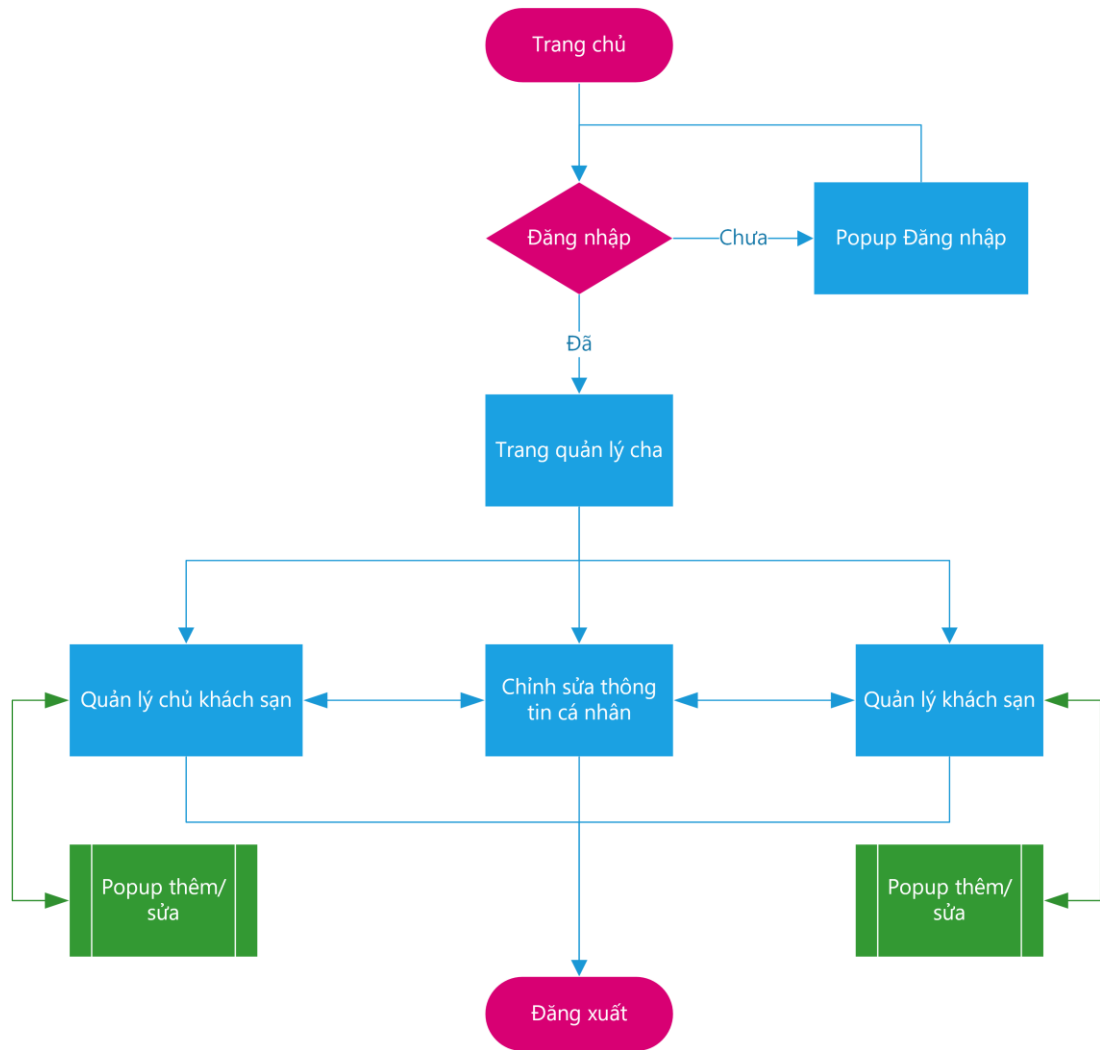 Trang chủ
Đăng nhập
Chưa
Popup Đăng nhập
Đã
Trang quản lý cha
Quản lý chủ khách sạn
Chỉnh sửa thông
tin cá nhân
Quản lý khách sạn
Popup thêm/
sửa
Popup thêm/
sửa
Đăng xuất